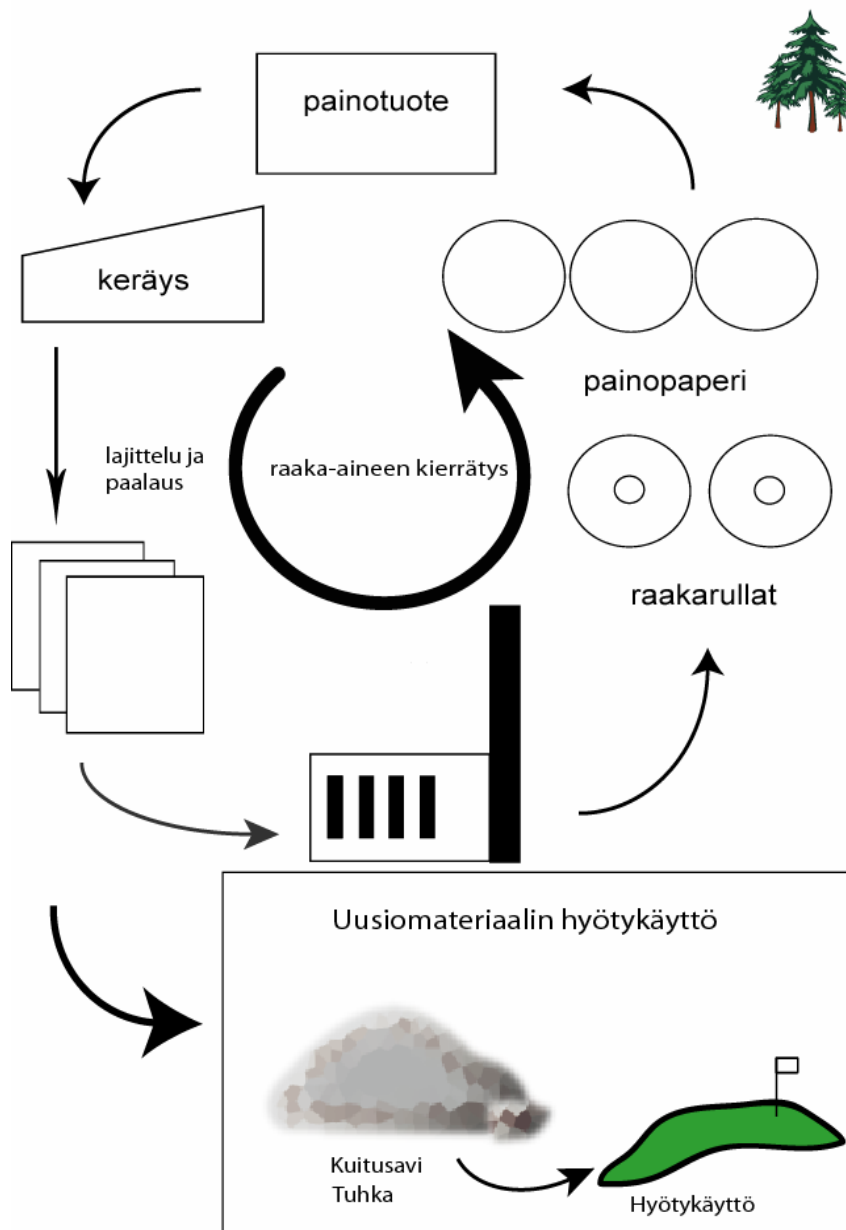 painotuote
keräys
painopaperi
lajittelu ja
paalaus
raaka-aineen kierrätys
raakarullat
Uusiomateriaalin hyötykäyttö
Kuitusavi
Tuhka
Hyötykäyttö